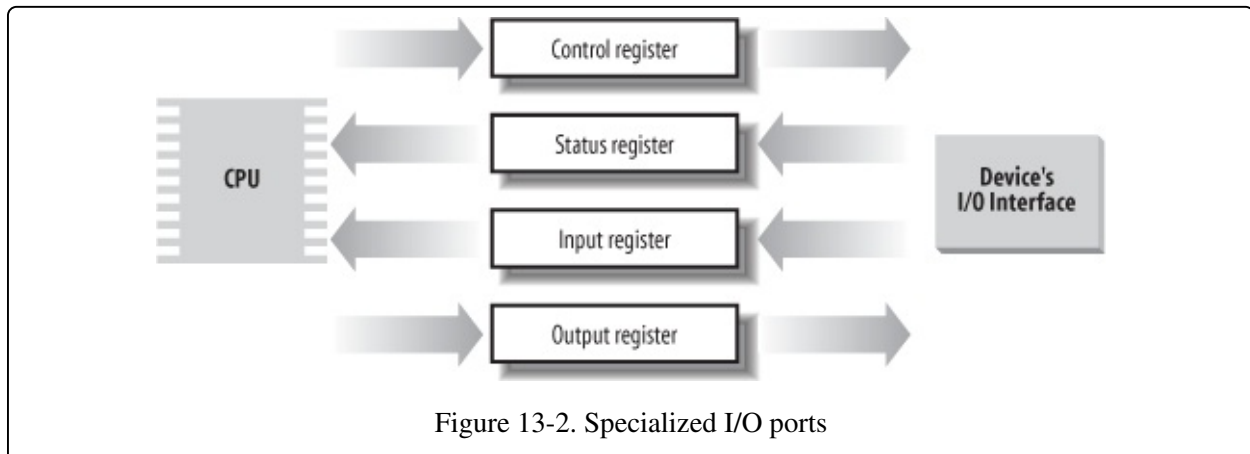 Control register
Status register
CPU
Device's
I/O Interface
Input register
Output register
Figure 13-2. Specialized I/O ports